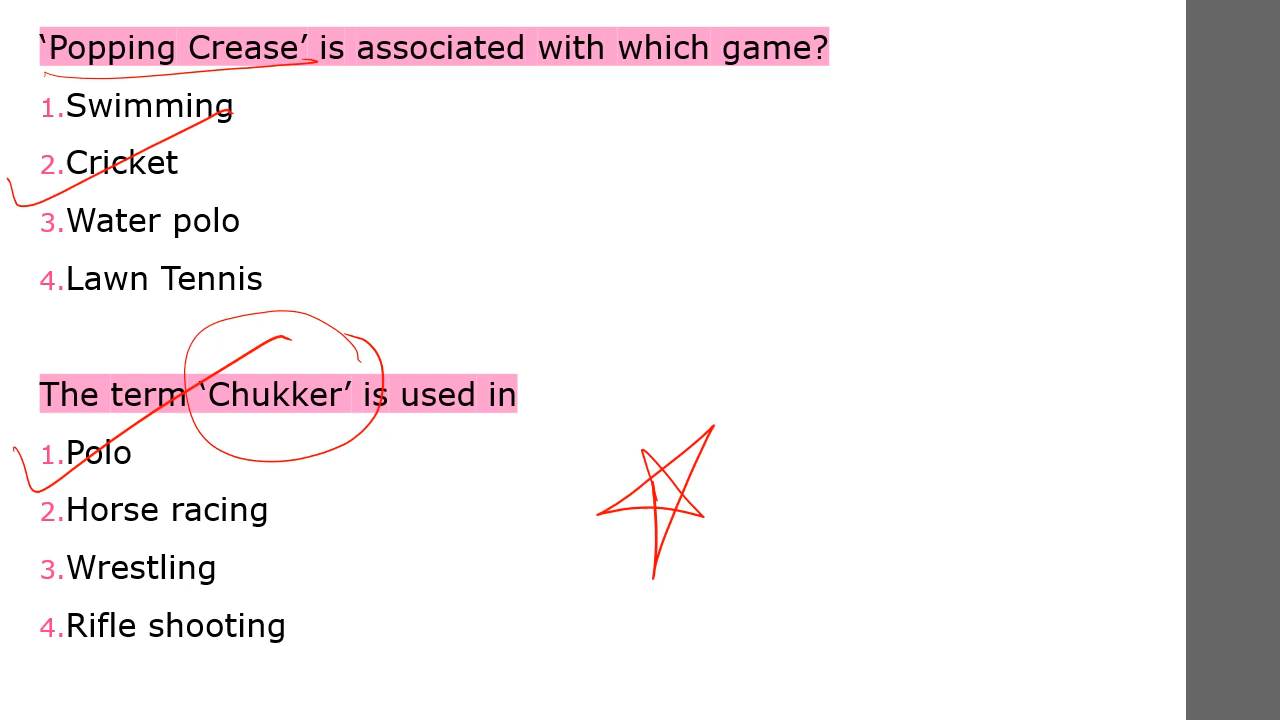 ‘Popping Crease’ is associated with which game?
1.Swimming
2.Cricket
3.Water polo
4.Lawn Tennis
The term ‘Chukker’ is used in
1.Polo
2.Horse racing
3.Wrestling
4.Rifle shooting